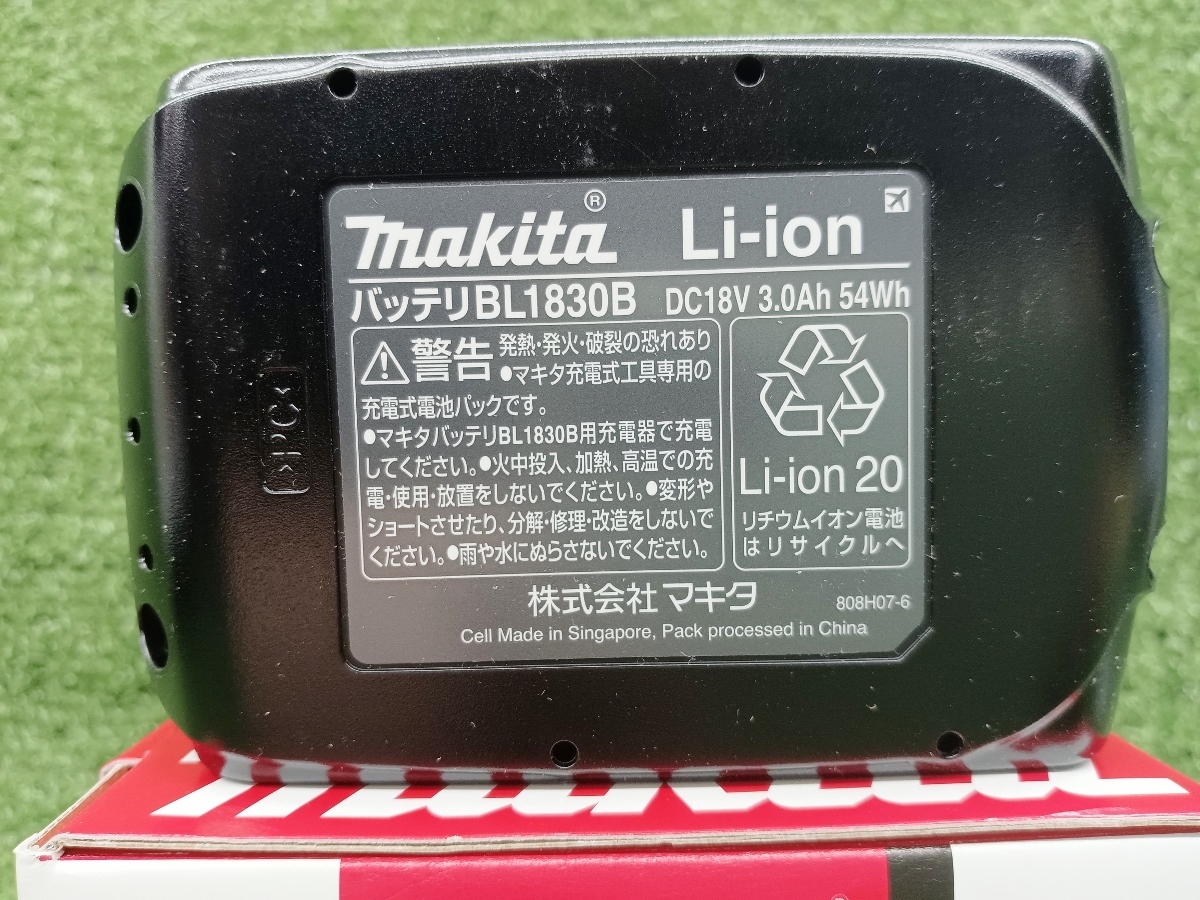 makita® Li-ion
バッテリBL1830B DC18V 3.0Ah 54Wh
警告 発熱・発火・破裂の恐れあり
●マキタ充電式工具専用の
充電式電池パックです。
●マキタバッテリBL1830B用充電器で充電
してください。●火中投入、加熱、高温での充
電・使用・放置をしないでください。●変形や
ショートさせたり、分解・修理・改造をしないで
ください。●雨や水にぬらさないでください。
Li-ion 20
リチウムイオン電池
はリサイクルへ
株式会社マキタ
808H07-6
Cell Made in Singapore, Pack processed in China
>PC<
makita